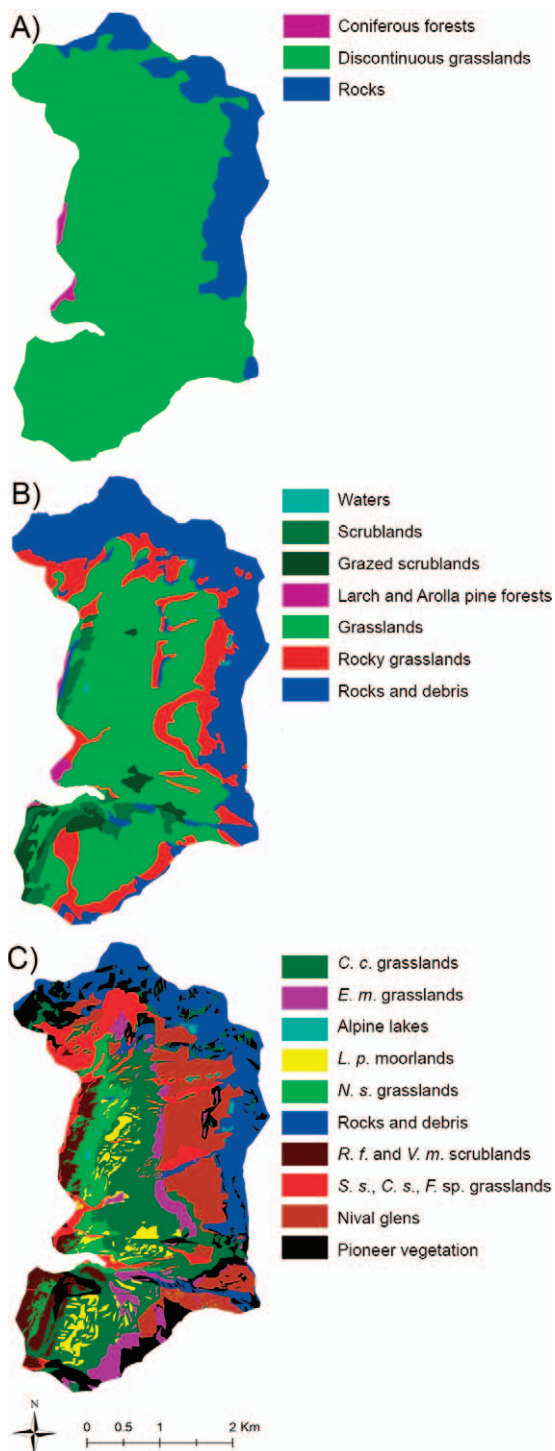 A)
Coniferous forests
Discontinuous grasslands
Rocks
B)
Waters
Scrublands
Grazed scrublands
Larch and Arolla pine forests
Grasslands
Rocky grasslands
Rocks and debris
C)
C. c. grasslands
E. m. grasslands
Alpine lakes
L. p. moorlands
N. s. grasslands
Rocks and debris
R. f. and V. m. scrublands
S. s., C. s., F. sp. grasslands
Nival glens
Pioneer vegetation
N
0 0.5 1 2 Km